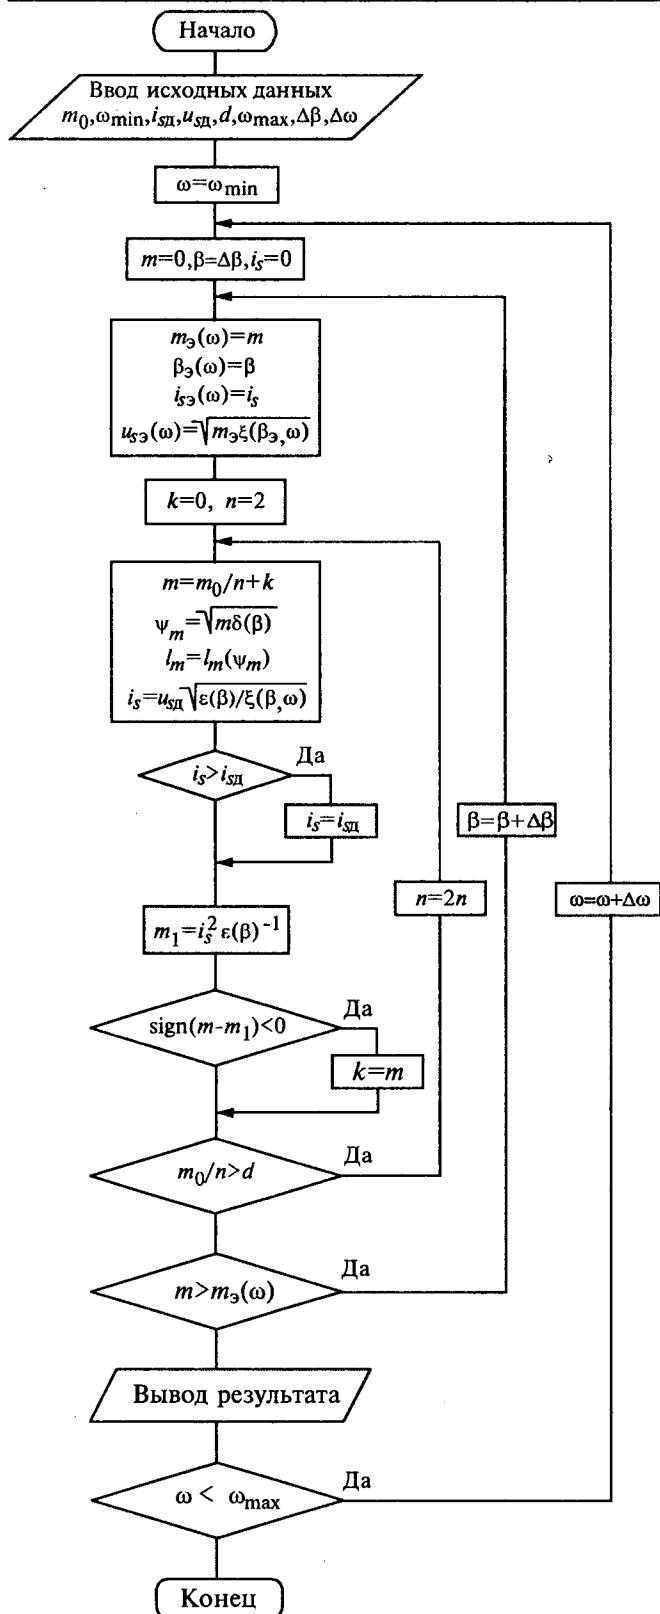 Начало
Ввод исходных данных
m₀,ωmin,isд,usд,d,ωmax,Δβ,Δω
ω=ωmin
m=0,β=Δβ,is=0
mэ(ω)=m
βэ(ω)=β
isэ(ω)=is
usэ(ω)=√mэξ(βэ,ω)
k=0, n=2
m=m₀/n+k
ψm=√mδ(β)
lm=lm(ψm)
is=usд√ε(β)/ξ(β,ω)
is>isд
Да
is=isд
β=β+Δβ
n=2n
ω=ω+Δω
m₁=is²ε(β)⁻¹
sign(m-m₁)<0
Да
k=m
m₀/n>d
Да
m>mэ(ω)
Да
Вывод результата
ω < ωmax
Да
Конец